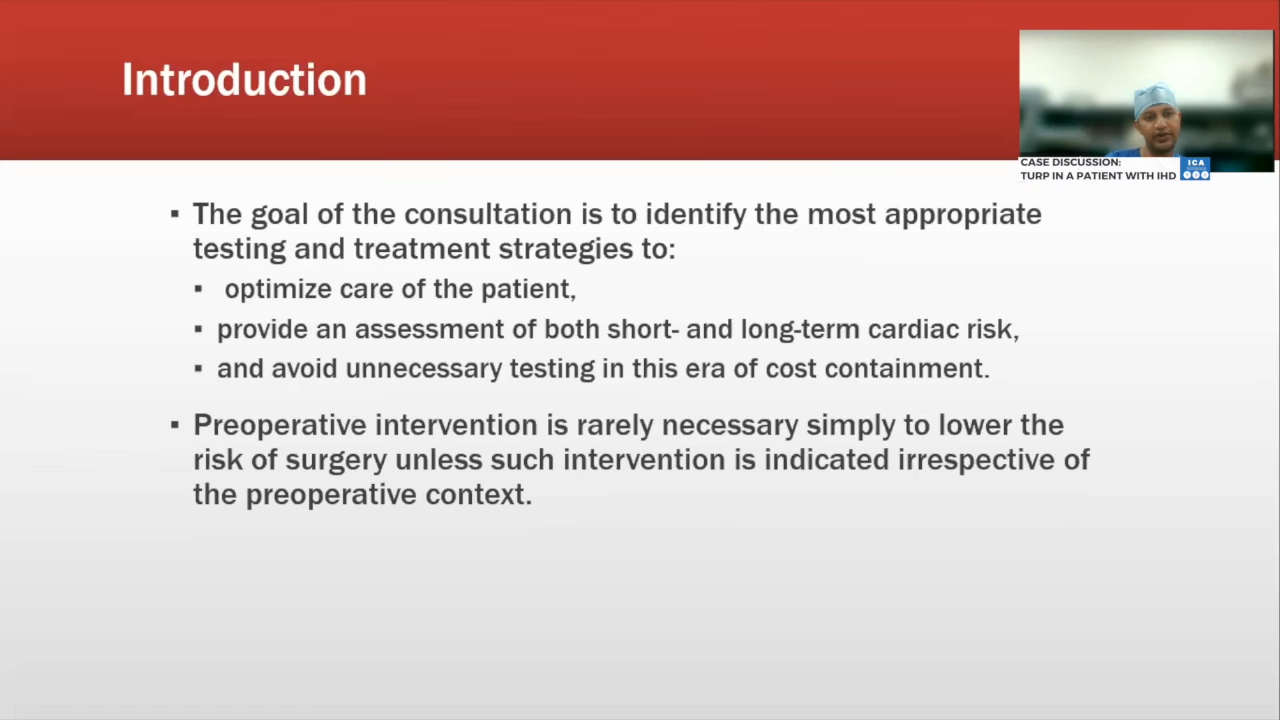 Introduction
CASE DISCUSSION:
TURP IN A PATIENT WITH IHD
ICA
▪ The goal of the consultation is to identify the most appropriate
testing and treatment strategies to:
▪ optimize care of the patient,
▪ provide an assessment of both short- and long-term cardiac risk,
▪ and avoid unnecessary testing in this era of cost containment.
▪ Preoperative intervention is rarely necessary simply to lower the
risk of surgery unless such intervention is indicated irrespective of
the preoperative context.